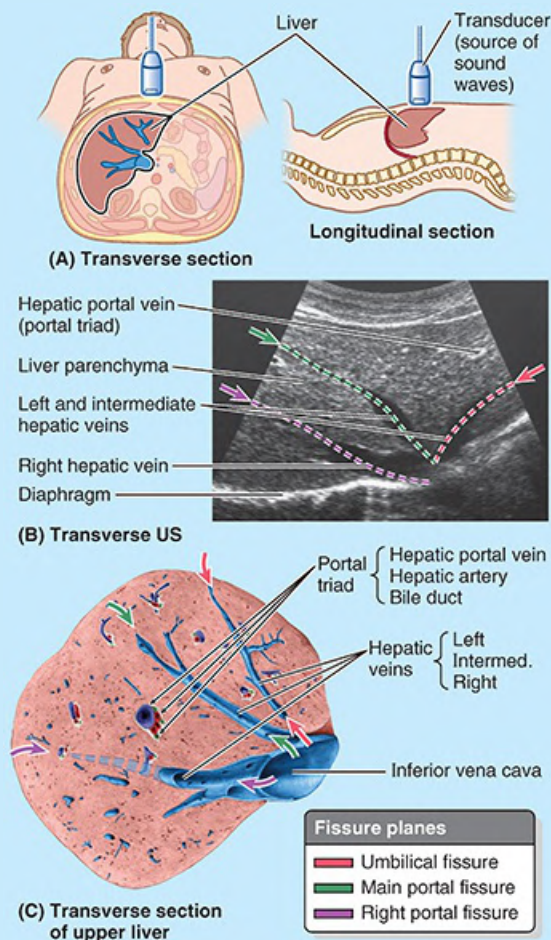 Liver
Transducer
(source of
sound
waves)
Longitudinal section
(A) Transverse section
Hepatic portal vein
(portal triad)
Liver parenchyma
Left and intermediate
hepatic veins
Right hepatic vein
Diaphragm
(B) Transverse US
Portal
triad
Hepatic portal vein
Hepatic artery
Bile duct
Hepatic
veins
Left
Intermed.
Right
Inferior vena cava
Fissure planes
Umbilical fissure
Main portal fissure
Right portal fissure
(C) Transverse section
of upper liver